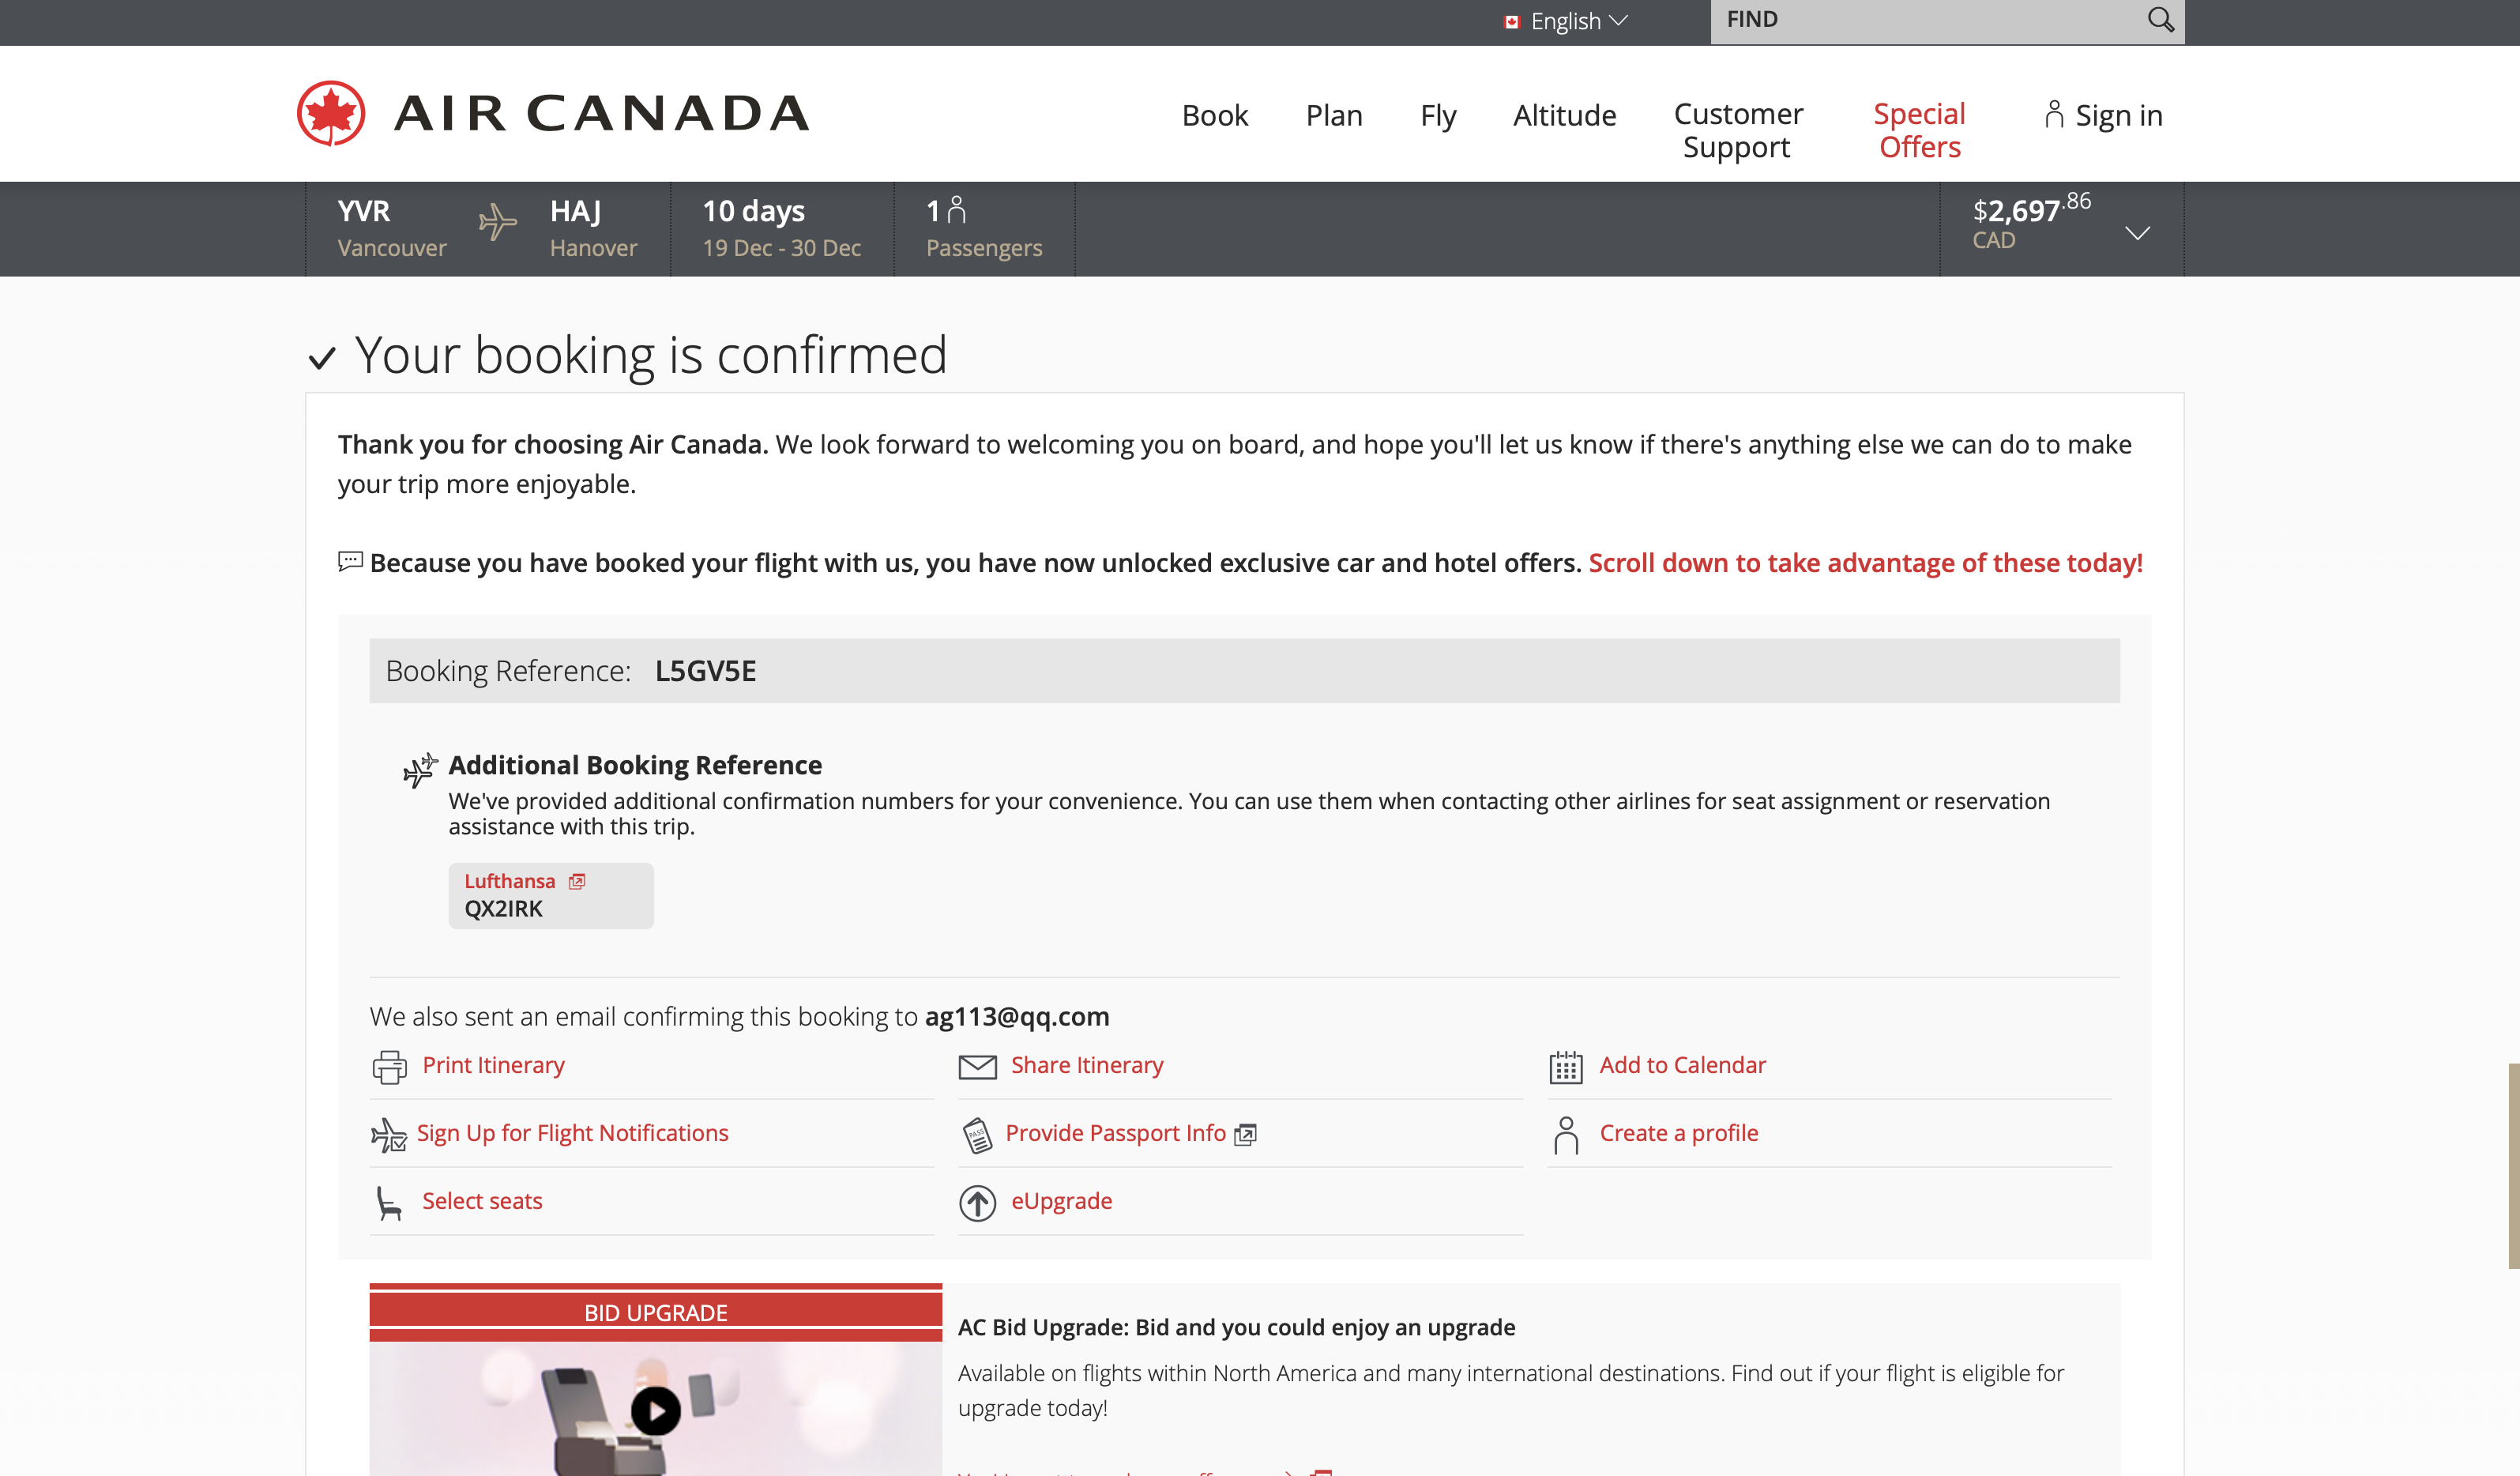 English
FIND
AIR CANADA
Book
Plan
Fly
Altitude
Customer
Support
Special
Offers
Sign in
YVR
Vancouver
HAJ
Hanover
10 days
19 Dec - 30 Dec
1
Passengers
$2,697.86
CAD
Your booking is confirmed
Thank you for choosing Air Canada. We look forward to welcoming you on board, and hope you'll let us know if there's anything else we can do to make
your trip more enjoyable.
Because you have booked your flight with us, you have now unlocked exclusive car and hotel offers. Scroll down to take advantage of these today!
Booking Reference: L5GV5E
Additional Booking Reference
We've provided additional confirmation numbers for your convenience. You can use them when contacting other airlines for seat assignment or reservation
assistance with this trip.
Lufthansa
QX2IRK
We also sent an email confirming this booking to ag113@qq.com
Print Itinerary
Share Itinerary
Add to Calendar
Sign Up for Flight Notifications
Provide Passport Info
Create a profile
Select seats
eUpgrade
BID UPGRADE
AC Bid Upgrade: Bid and you could enjoy an upgrade
Available on flights within North America and many international destinations. Find out if your flight is eligible for
upgrade today!